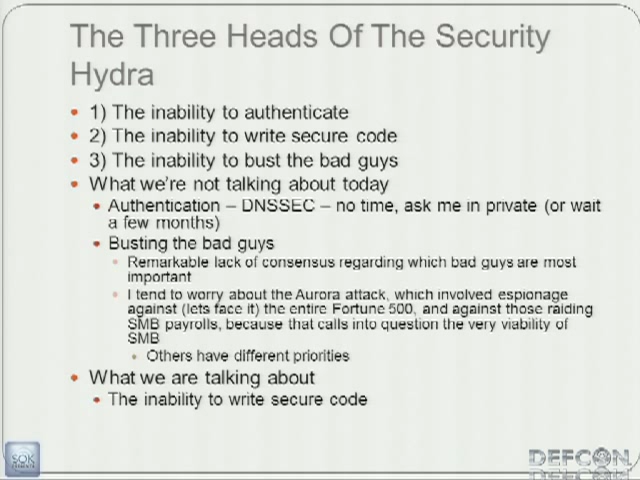 The Three Heads Of The Security
Hydra
1) The inability to authenticate
2) The inability to write secure code
3) The inability to bust the bad guys
What we're not talking about today
Authentication – DNSSEC – no time, ask me in private (or wait
a few months)
Busting the bad guys
Remarkable lack of consensus regarding which bad guys are most
important
I tend to worry about the Aurora attack, which involved espionage
against (lets face it) the entire Fortune 500, and against those raiding
SMB payrolls, because that calls into question the very viability of
SMB
Others have different priorities
What we are talking about
The inability to write secure code
SOK
DEFCON